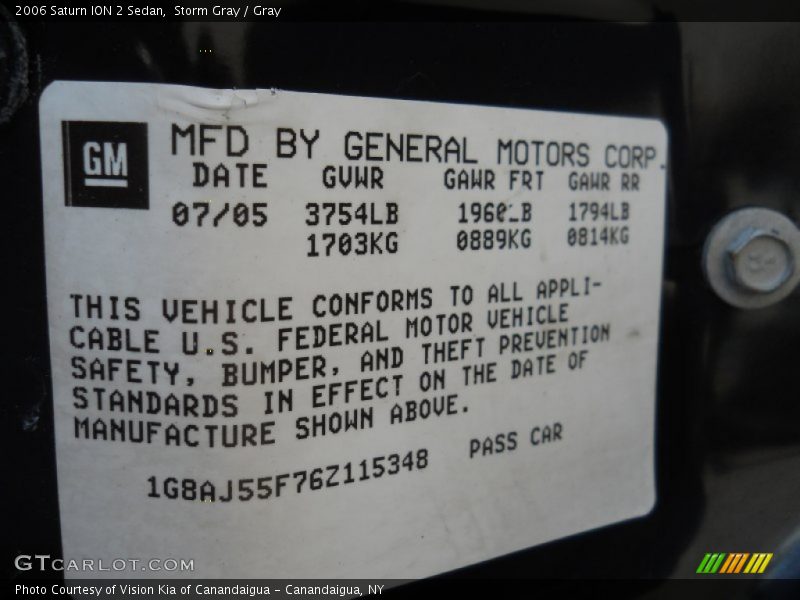 2006 Saturn ION 2 Sedan, Storm Gray / Gray
GM
MFD BY GENERAL MOTORS CORP.
DATE GVWR GAWR FRT GAWR RR
07/05 3754LB 1960LB 1794LB
1703KG 0889KG 0814KG
THIS VEHICLE CONFORMS TO ALL APPLI-
CABLE U.S. FEDERAL MOTOR VEHICLE
SAFETY, BUMPER, AND THEFT PREVENTION
STANDARDS IN EFFECT ON THE DATE OF
MANUFACTURE SHOWN ABOVE.
1G8AJ55F76Z115348 PASS CAR
GTCARLOT.COM
Photo Courtesy of Vision Kia of Canandaigua - Canandaigua, NY